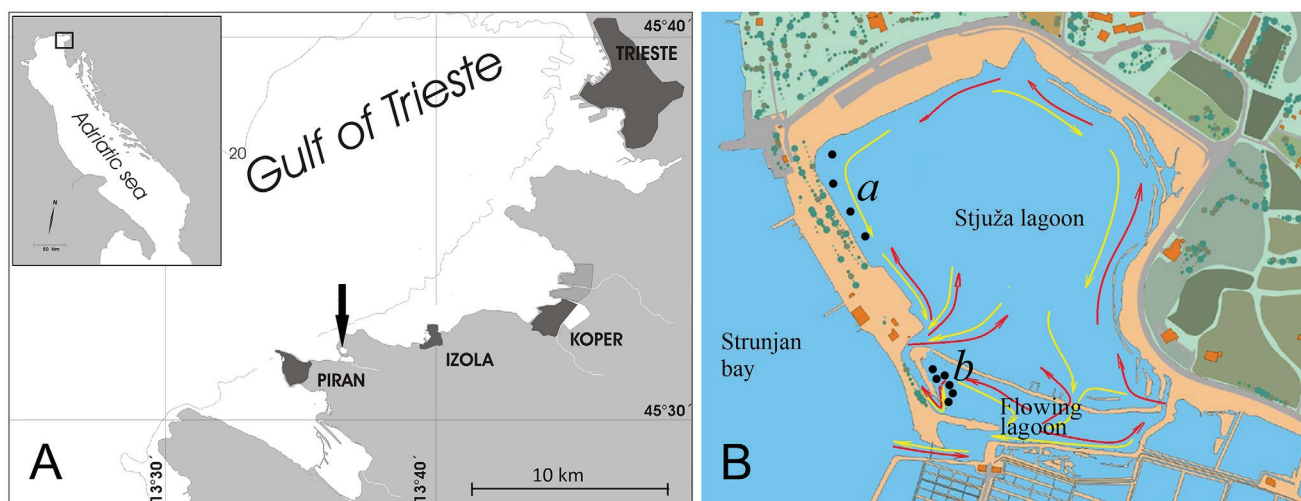 Adriatic sea
N
50 Nm
Gulf of Trieste
20
TRIESTE
KOPER
IZOLA
PIRAN
45°40´
45°30´
13°30´
13°40´
10 km
A
a
Stjuža lagoon
Strunjan
bay
b
Flowing
lagoon
B